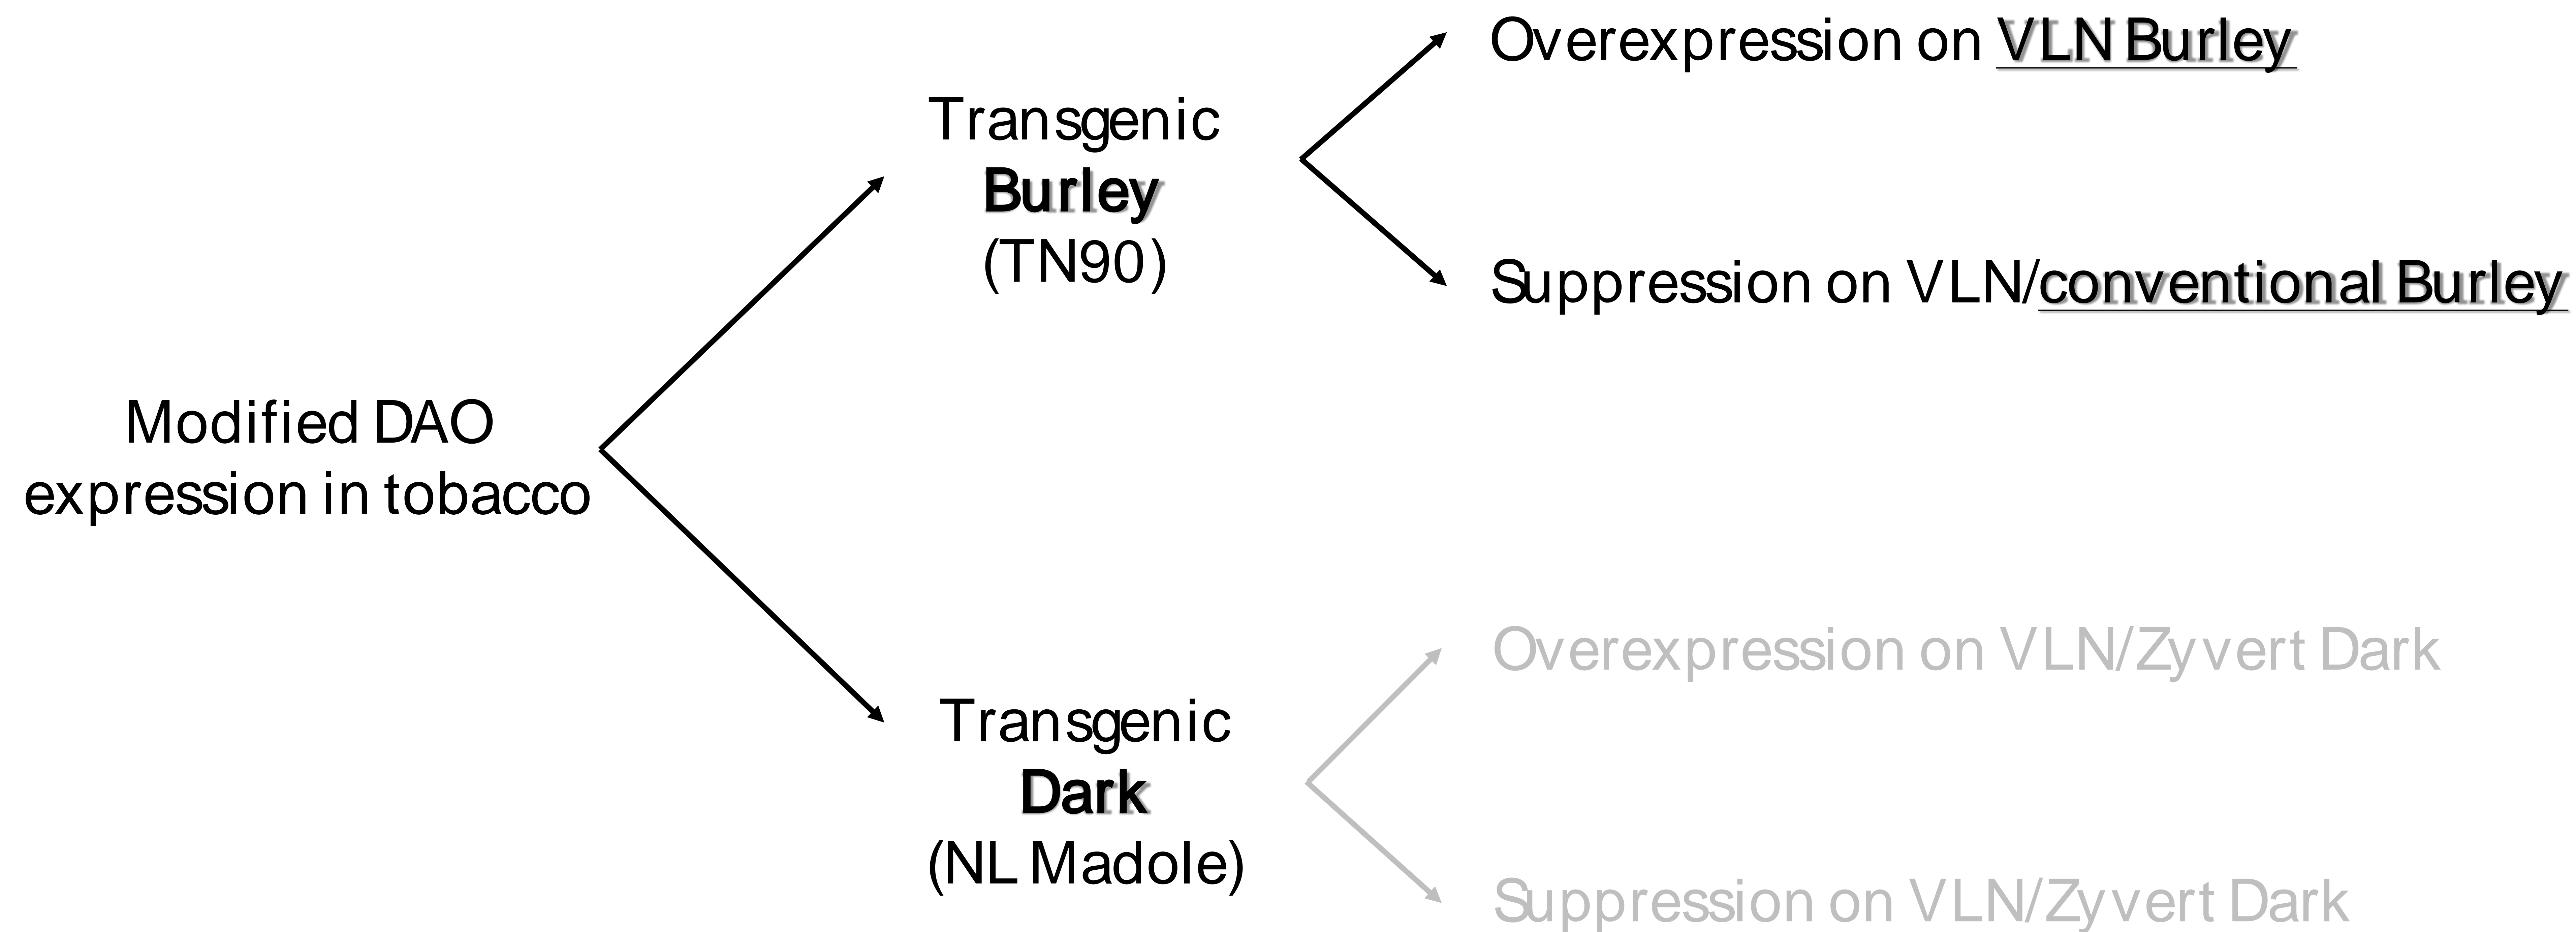 Overexpression on VLN Burley
Transgenic
Burley
(TN90)
Suppression on VLN/conventional Burley
Modified DAO
expression in tobacco
Overexpression on VLN/Zyvert Dark
Transgenic
Dark
(NL Madole)
Suppression on VLN/Zyvert Dark